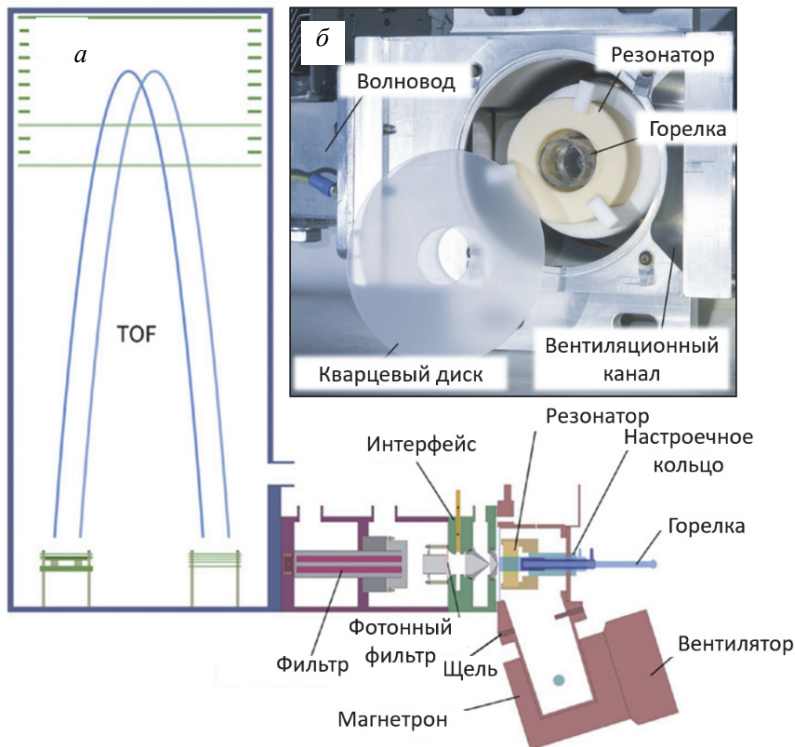 а
б
Резонатор
Волновод
Горелка
TOF
Вентиляционный
канал
Кварцевый диск
Резонатор
Интерфейс
Настроечное
кольцо
Горелка
Фотонный
фильтр
Фильтр
Щель
Вентилятор
Магнетрон